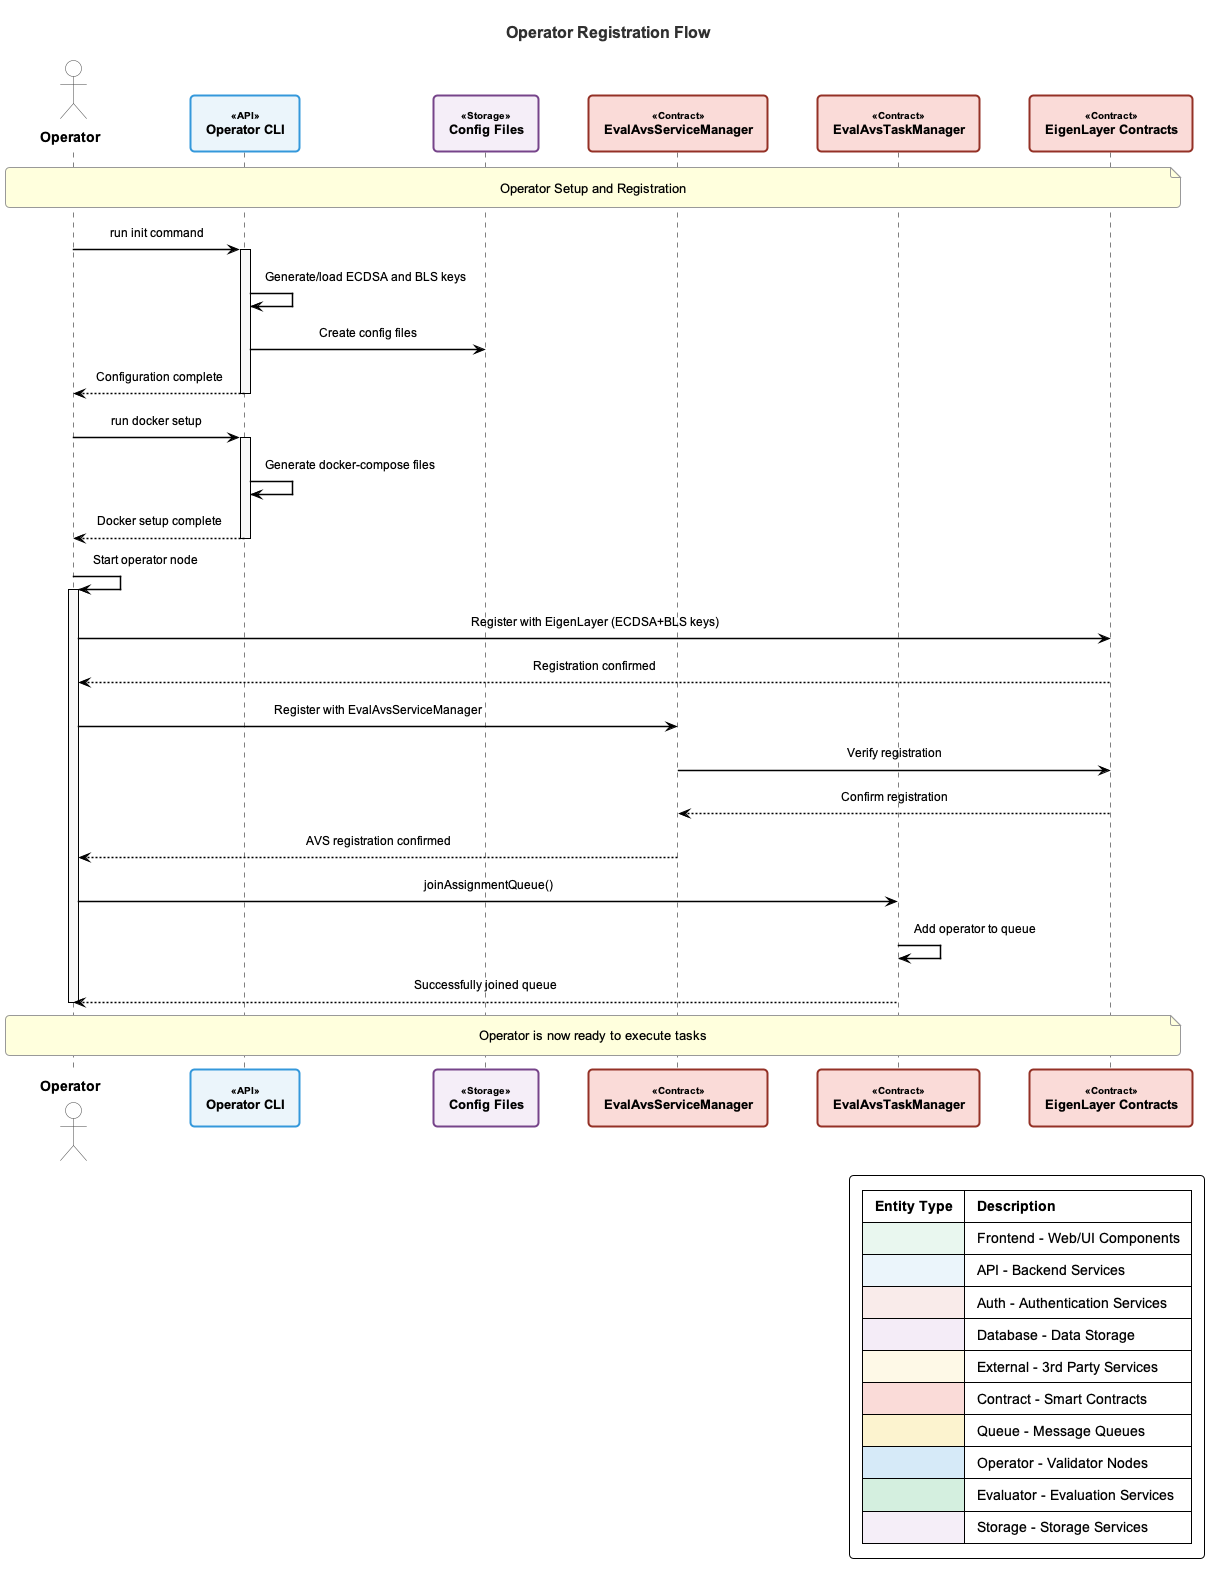 Operator Registration Flow
Operator
«API»
Operator CLI
«Storage»
Config Files
«Contract»
EvalAvsServiceManager
«Contract»
EvalAvsTaskManager
«Contract»
EigenLayer Contracts
Operator Setup and Registration
run init command
Generate/load ECDSA and BLS keys
Create config files
Configuration complete
run docker setup
Generate docker-compose files
Docker setup complete
Start operator node
Register with EigenLayer (ECDSA+BLS keys)
Registration confirmed
Register with EvalAvsServiceManager
Verify registration
Confirm registration
AVS registration confirmed
joinAssignmentQueue()
Add operator to queue
Successfully joined queue
Operator is now ready to execute tasks
Operator
«API»
Operator CLI
«Storage»
Config Files
«Contract»
EvalAvsServiceManager
«Contract»
EvalAvsTaskManager
«Contract»
EigenLayer Contracts
Entity Type Description
Frontend - Web/UI Components
API - Backend Services
Auth - Authentication Services
Database - Data Storage
External - 3rd Party Services
Contract - Smart Contracts
Queue - Message Queues
Operator - Validator Nodes
Evaluator - Evaluation Services
Storage - Storage Services